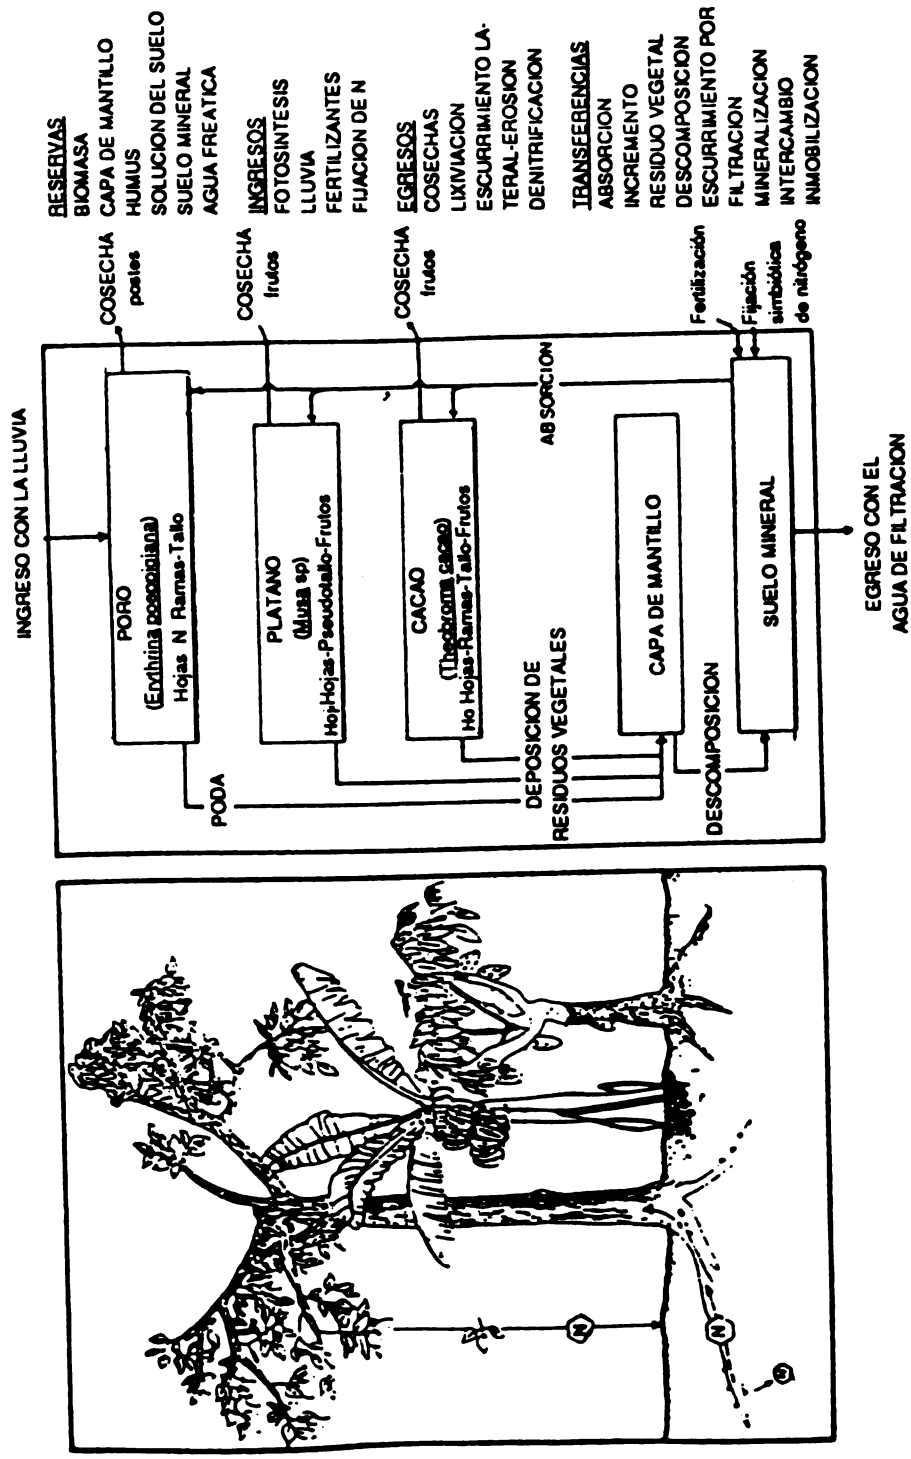 INGRESO CON LA LLUVIA
PORO
(Erythrina poeppigiana)
Hojas N Ramas-Tallo
PLATANO
(Musa sp)
Hojas-Pseudotallo-Frutos
CACAO
(Theobroma cacao)
Ho Hojas-Ramas-Tallo-Frutos
CAPA DE MANTILLO
SUELO MINERAL
PODA
DEPOSICION DE
RESIDUOS VEGETALES
DESCOMPOSICION
ABSORCION
COSECHA
postes
COSECHA
frutos
COSECHA
frutos
Fertilización
Fijación
simbiótica
de nitrógeno
EGRESO CON EL
AGUA DE FILTRACION
RESERVAS
BIOMASA
CAPA DE MANTILLO
HUMUS
SOLUCION DEL SUELO
SUELO MINERAL
AGUA FREATICA
INGRESOS
FOTOSINTESIS
LLUVIA
FERTILIZANTES
FIJACION DE N
EGRESOS
COSECHAS
LIXIVIACION
ESCURRIMIENTO LA-
TERAL-EROSION
DENITRIFICACION
TRANSFERENCIAS
ABSORCION
INCREMENTO
RESIDUO VEGETAL
DESCOMPOSICION
ESCURRIMIENTO POR
FILTRACION
MINERALIZACION
INTERCAMBIO
INMOBILIZACION
N
N
N